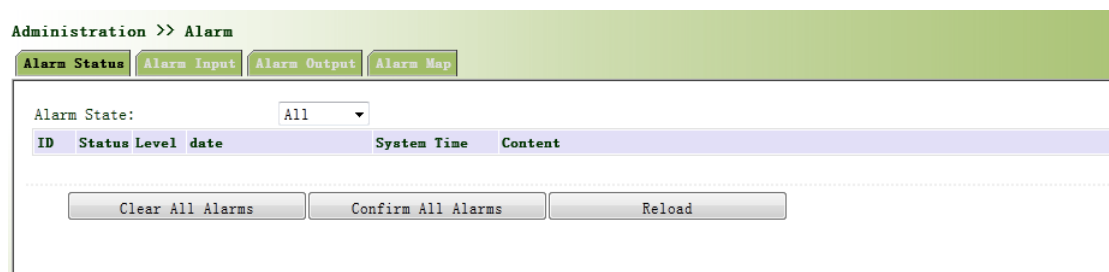 Administration >> Alarm
Alarm Status Alarm Input Alarm Output Alarm Map
Alarm State: All
ID Status Level date System Time Content
Clear All Alarms Confirm All Alarms Reload